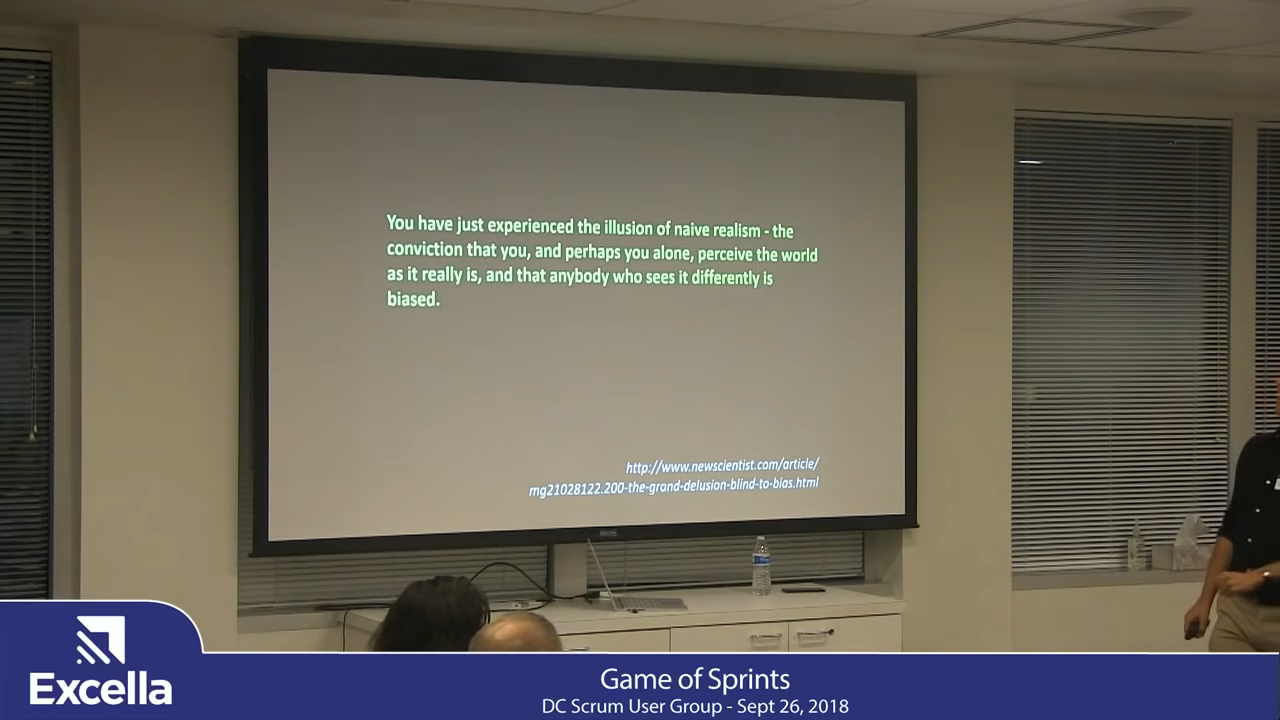 You have just experienced the illusion of naive realism - the
conviction that you, and perhaps you alone, perceive the world
as it really is, and that anybody who sees it differently is
biased.
http://www.newscientist.com/article/
mg21028122.200-the-grand-delusion-blind-to-bias.html
Excella
Game of Sprints
DC Scrum User Group - Sept 26, 2018